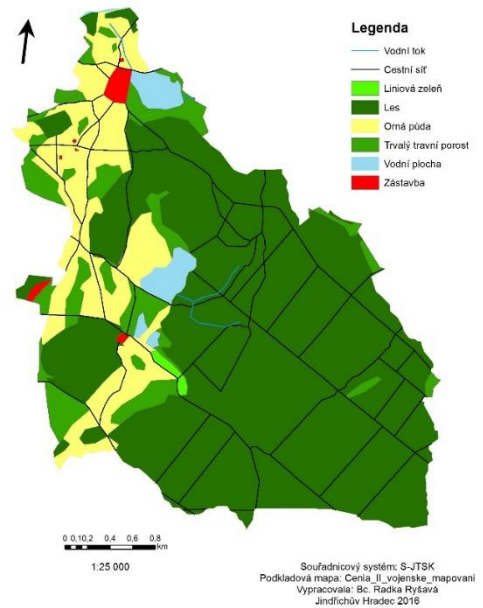 Legenda
Vodní tok
Cestní síť
Liniová zeleň
Les
Orná půda
Trvalý travní porost
Vodní plocha
Zástavba
0 0,10,2 0,4 0,6 0,8
km
1:25 000
Souřadnicový systém: S-JTSK
Podkladová mapa: Cenia_II_vojenske_mapovani
Vypracovala: Bc. Radka Ryšavá
Jindřichův Hradec 2016